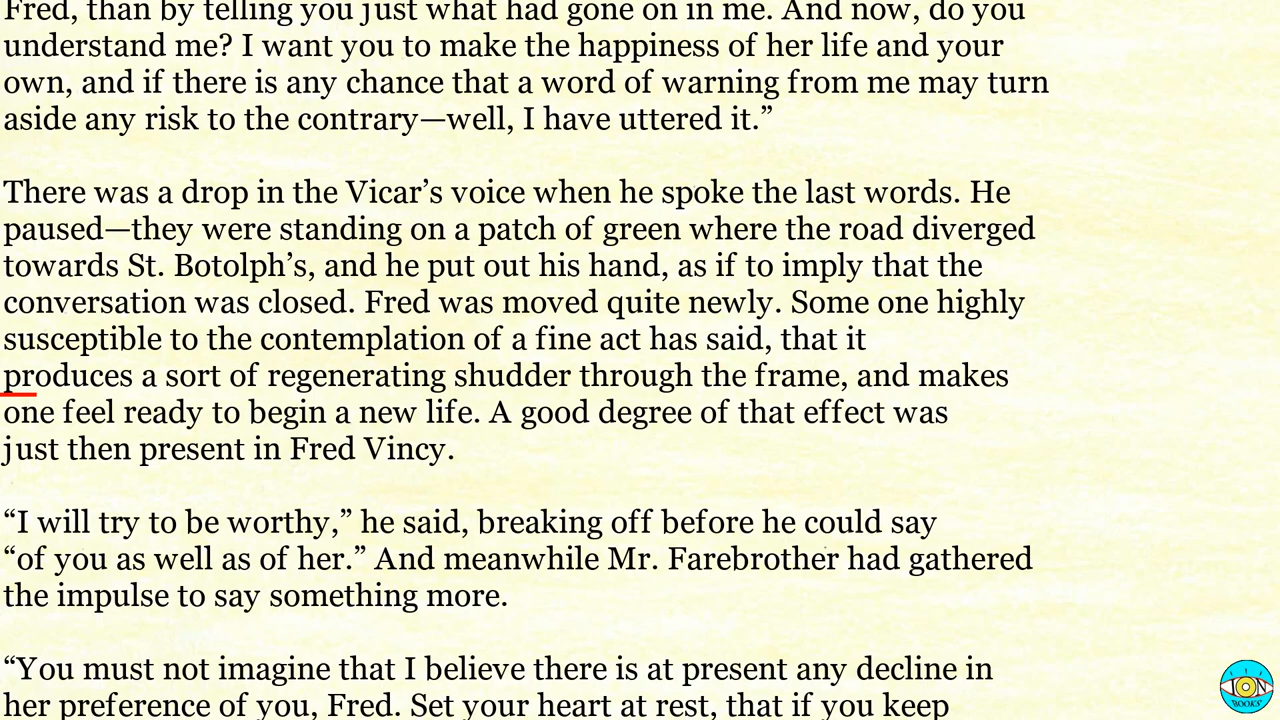 Fred, than by telling you just what had gone on in me. And now, do you
understand me? I want you to make the happiness of her life and your
own, and if there is any chance that a word of warning from me may turn
aside any risk to the contrary—well, I have uttered it.”
There was a drop in the Vicar’s voice when he spoke the last words. He
paused—they were standing on a patch of green where the road diverged
towards St. Botolph’s, and he put out his hand, as if to imply that the
conversation was closed. Fred was moved quite newly. Some one highly
susceptible to the contemplation of a fine act has said, that it
produces a sort of regenerating shudder through the frame, and makes
one feel ready to begin a new life. A good degree of that effect was
just then present in Fred Vincy.
“I will try to be worthy,” he said, breaking off before he could say
“of you as well as of her.” And meanwhile Mr. Farebrother had gathered
the impulse to say something more.
“You must not imagine that I believe there is at present any decline in
her preference of you, Fred. Set your heart at rest, that if you keep
ION
BOOKS